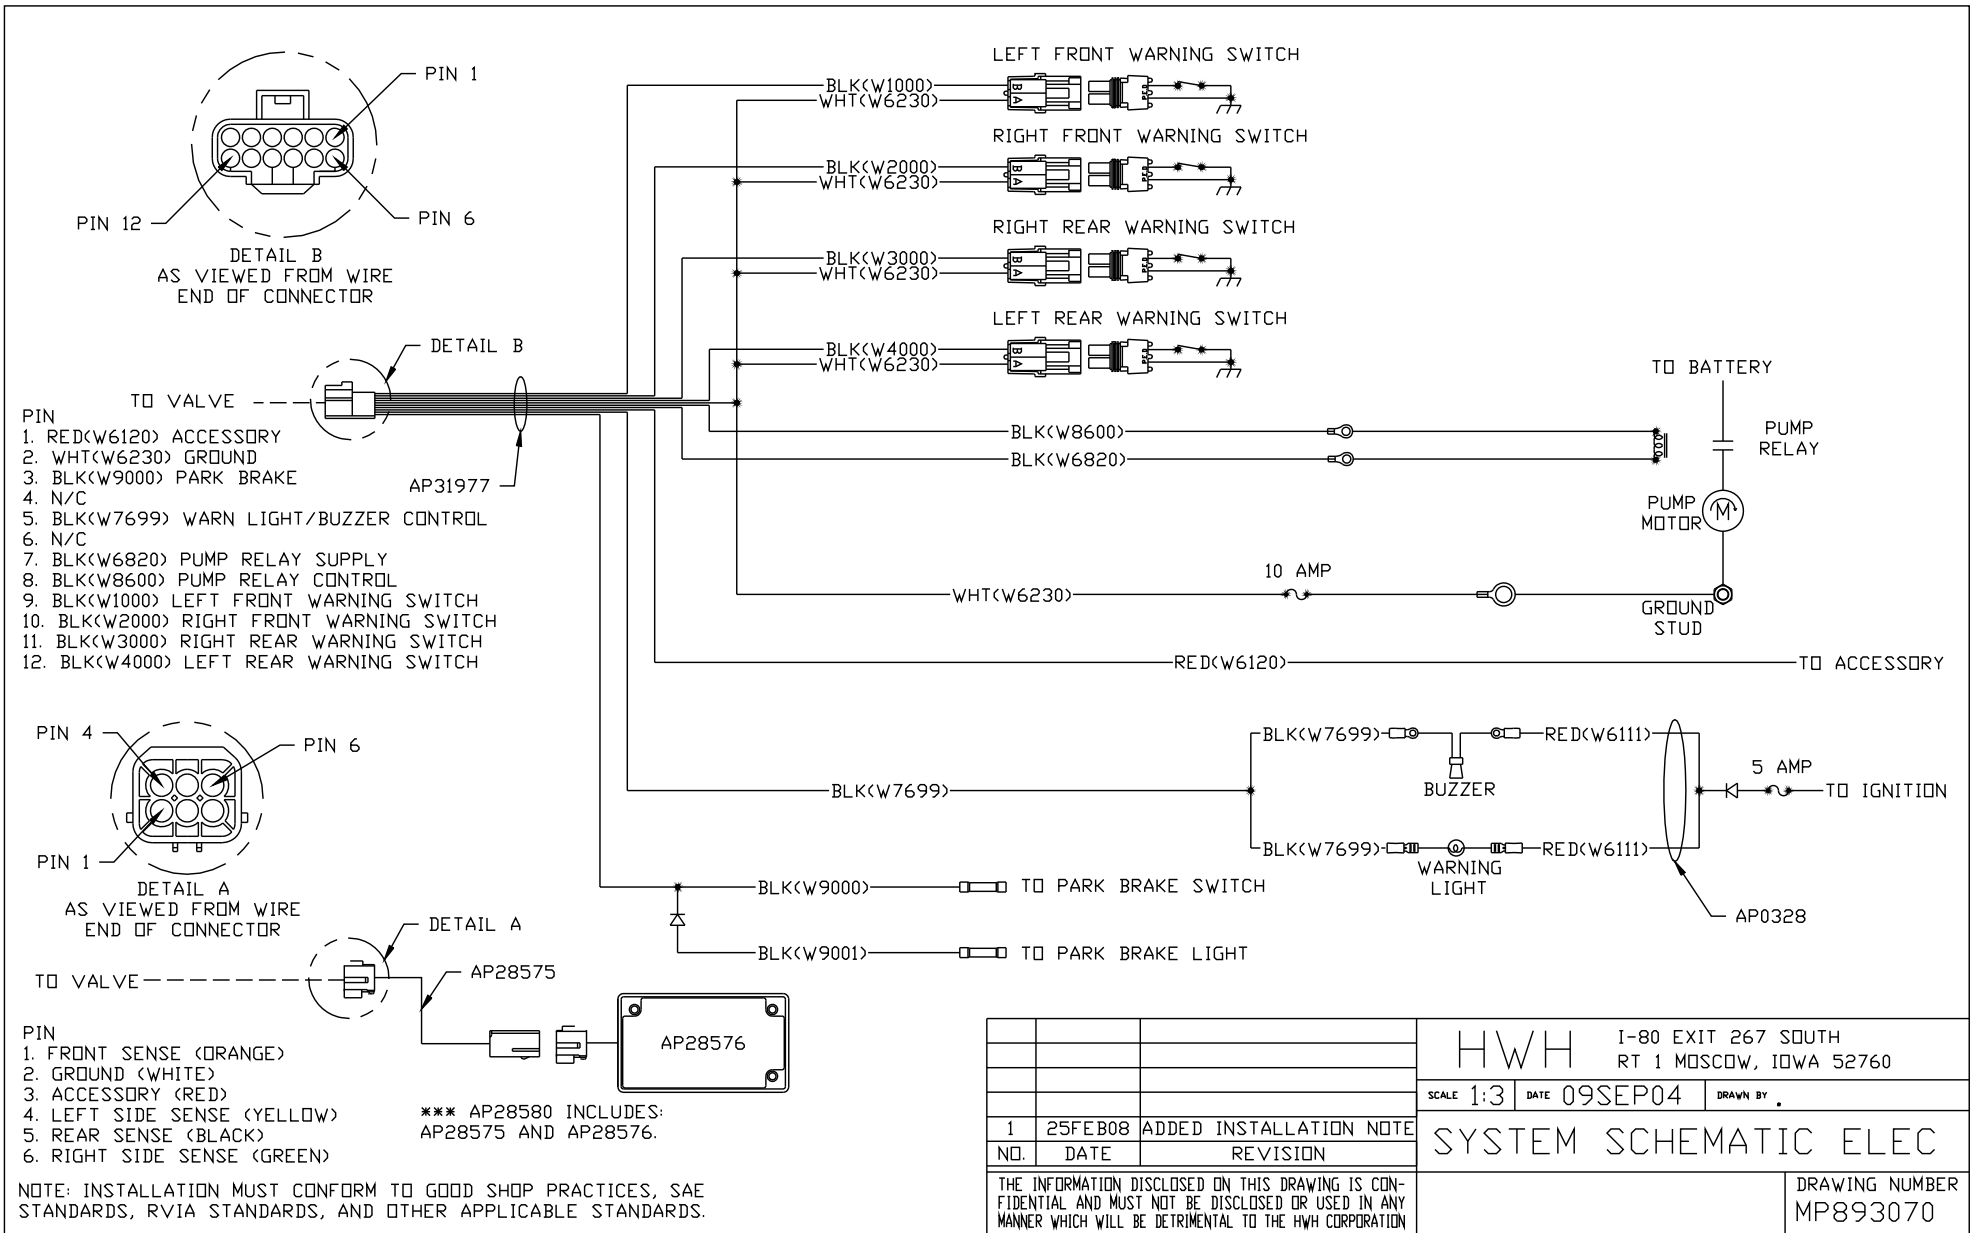 PIN 1
PIN 12
PIN 6
DETAIL B
AS VIEWED FROM WIRE
END OF CONNECTOR
DETAIL B
TO VALVE
AP31977
PIN
1. RED(W6120) ACCESSORY
2. WHT(W6230) GROUND
3. BLK(W9000) PARK BRAKE
4. N/C
5. BLK(W7699) WARN LIGHT/BUZZER CONTROL
6. N/C
7. BLK(W6820) PUMP RELAY SUPPLY
8. BLK(W8600) PUMP RELAY CONTROL
9. BLK(W1000) LEFT FRONT WARNING SWITCH
10. BLK(W2000) RIGHT FRONT WARNING SWITCH
11. BLK(W3000) RIGHT REAR WARNING SWITCH
12. BLK(W4000) LEFT REAR WARNING SWITCH
LEFT FRONT WARNING SWITCH
BLK(W1000)
WHT(W6230)
B
A
RIGHT FRONT WARNING SWITCH
BLK(W2000)
WHT(W6230)
B
A
RIGHT REAR WARNING SWITCH
BLK(W3000)
WHT(W6230)
B
A
LEFT REAR WARNING SWITCH
BLK(W4000)
WHT(W6230)
B
A
TO BATTERY
BLK(W8600)
BLK(W6820)
PUMP
RELAY
PUMP
MOTOR
M
10 AMP
WHT(W6230)
GROUND
STUD
RED(W6120)
TO ACCESSORY
BLK(W7699)
BLK(W7699)
RED(W6111)
BUZZER
5 AMP
TO IGNITION
BLK(W7699)
RED(W6111)
WARNING
LIGHT
AP0328
BLK(W9000)
TO PARK BRAKE SWITCH
BLK(W9001)
TO PARK BRAKE LIGHT
PIN 4
PIN 6
PIN 1
DETAIL A
AS VIEWED FROM WIRE
END OF CONNECTOR
DETAIL A
TO VALVE
AP28575
AP28576
PIN
1. FRONT SENSE (ORANGE)
2. GROUND (WHITE)
3. ACCESSORY (RED)
4. LEFT SIDE SENSE (YELLOW)
5. REAR SENSE (BLACK)
6. RIGHT SIDE SENSE (GREEN)
*** AP28580 INCLUDES:
AP28575 AND AP28576.
NOTE: INSTALLATION MUST CONFORM TO GOOD SHOP PRACTICES, SAE
STANDARDS, RVIA STANDARDS, AND OTHER APPLICABLE STANDARDS.
1 25FEB08 ADDED INSTALLATION NOTE
NO. DATE REVISION
THE INFORMATION DISCLOSED ON THIS DRAWING IS CON-
FIDENTIAL AND MUST NOT BE DISCLOSED OR USED IN ANY
MANNER WHICH WILL BE DETRIMENTAL TO THE HWH CORPORATION
HWH
I-80 EXIT 267 SOUTH
RT 1 MOSCOW, IOWA 52760
SCALE 1:3 DATE 09SEP04 DRAWN BY .
SYSTEM SCHEMATIC ELEC
DRAWING NUMBER
MP893070